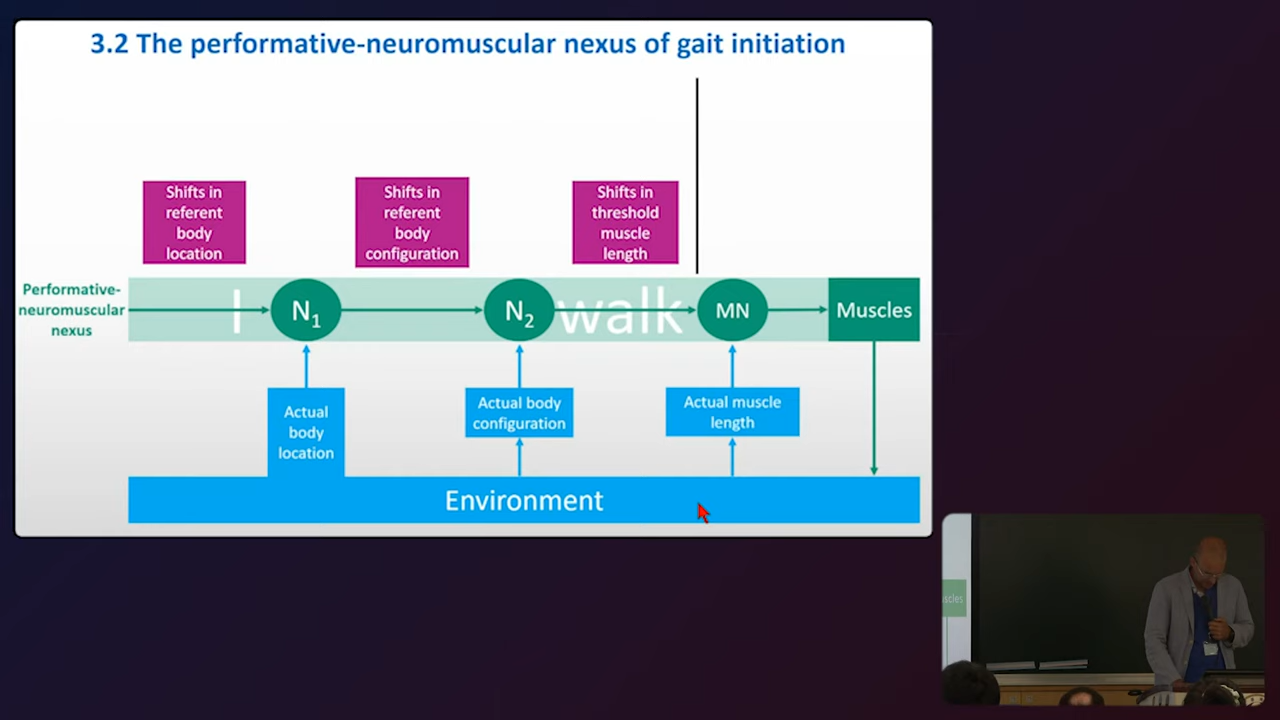 3.2 The performative-neuromuscular nexus of gait initiation
Shifts in
referent
body
location
Shifts in
referent
body
configuration
Shifts in
threshold
muscle
length
Performative-
neuromuscular
nexus
I
N1
N2
walk
MN
Muscles
Actual
body
location
Actual body
configuration
Actual muscle
length
Environment
scles